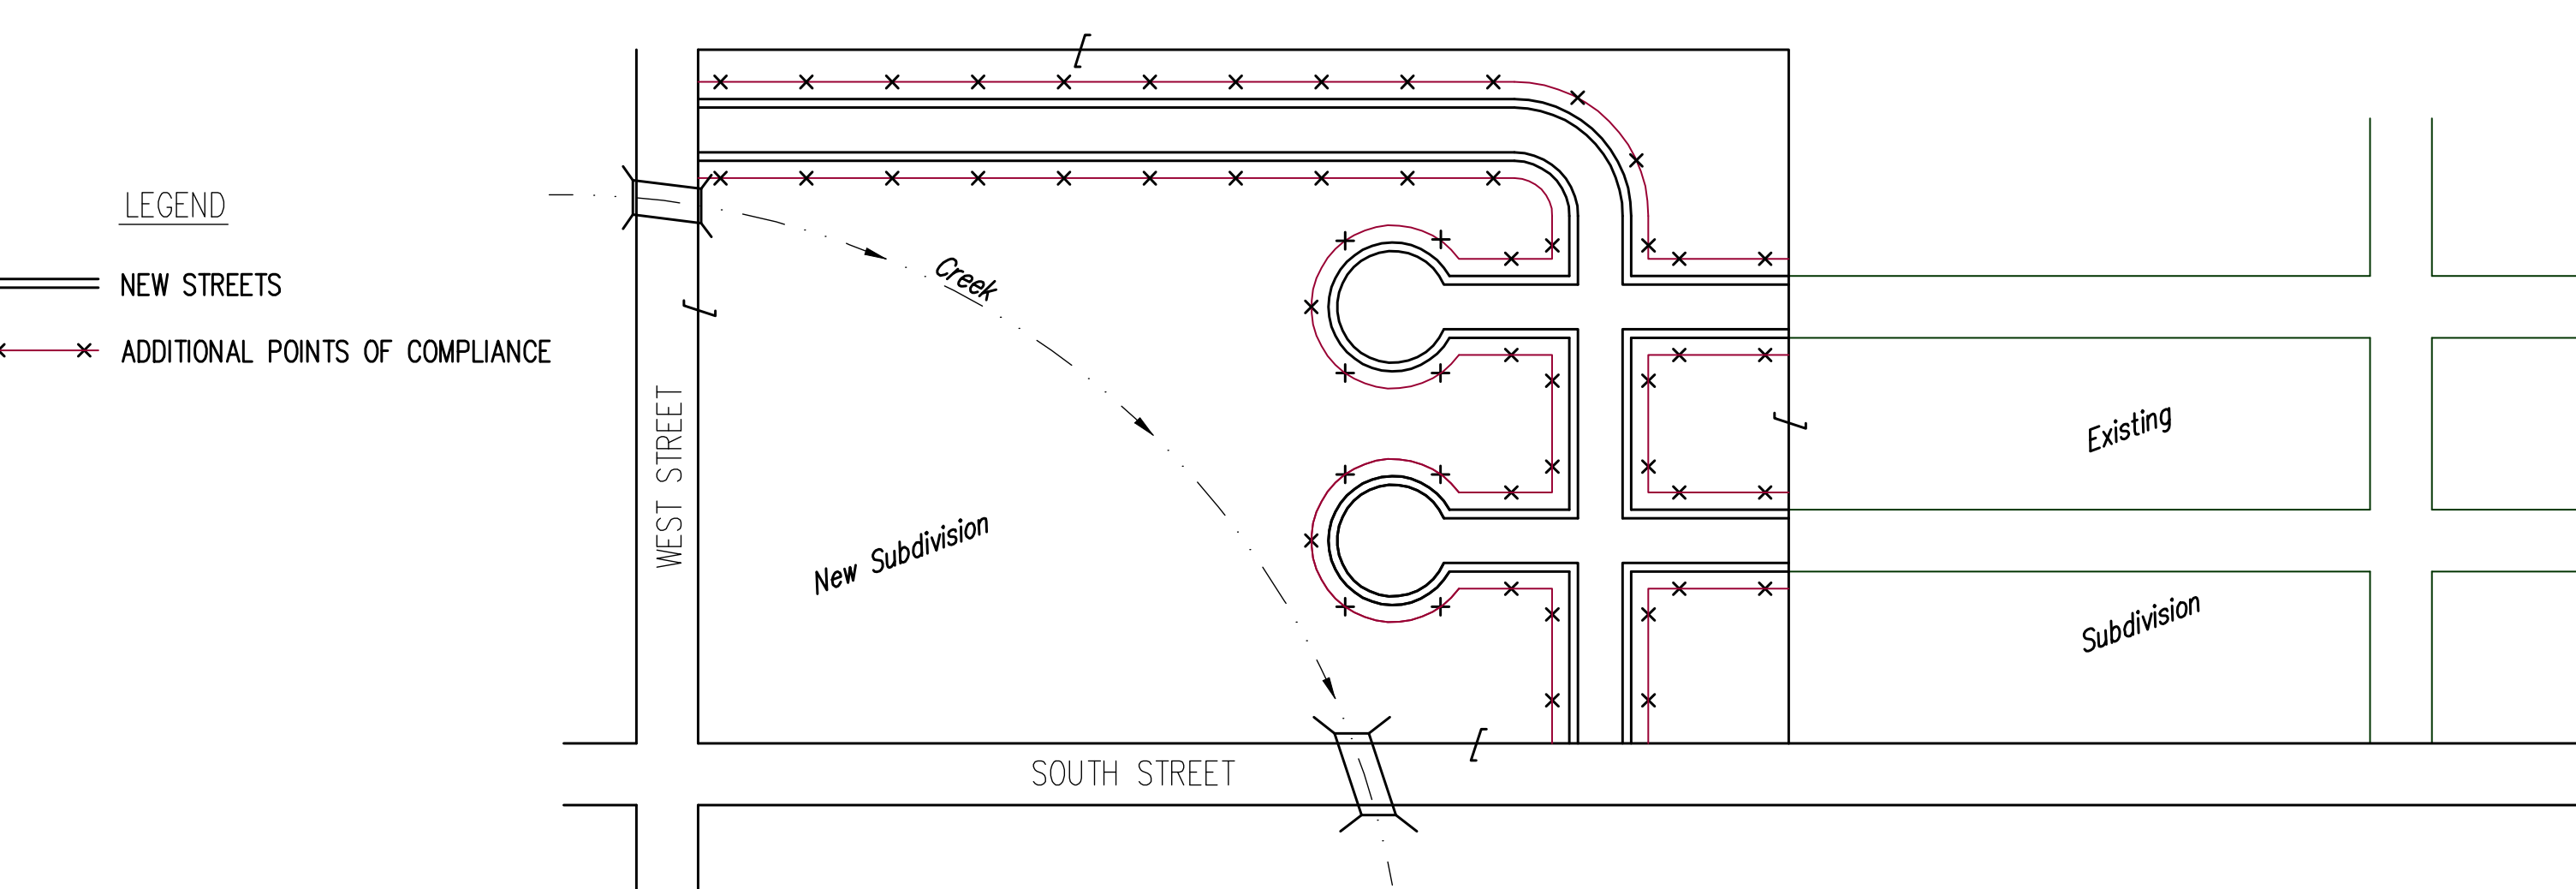 LEGEND
NEW STREETS
ADDITIONAL POINTS OF COMPLIANCE
WEST STREET
Creek
New Subdivision
SOUTH STREET
Existing
Subdivision